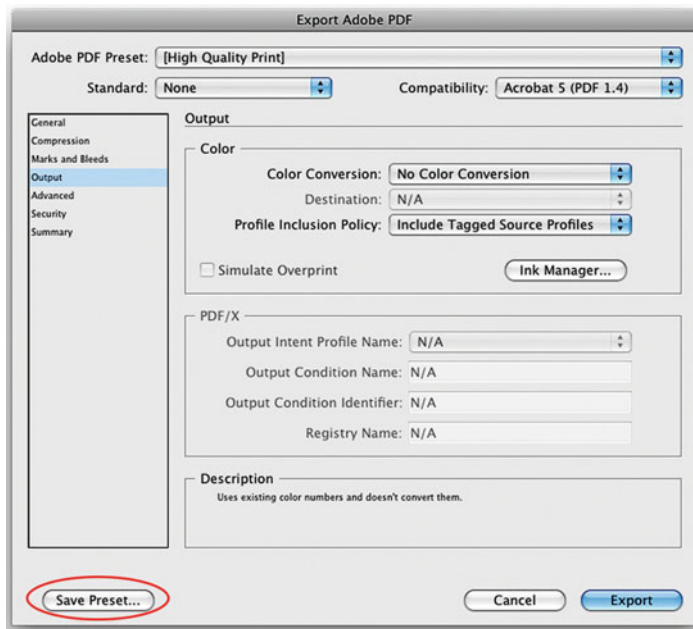 Export Adobe PDF
Adobe PDF Preset: [High Quality Print]
Standard: None Compatibility: Acrobat 5 (PDF 1.4)
General
Compression
Marks and Bleeds
Output
Advanced
Security
Summary
Output
Color
Color Conversion: No Color Conversion
Destination: N/A
Profile Inclusion Policy: Include Tagged Source Profiles
Simulate Overprint Ink Manager...
PDF/X
Output Intent Profile Name: N/A
Output Condition Name: N/A
Output Condition Identifier: N/A
Registry Name: N/A
Description
Uses existing color numbers and doesn't convert them.
Save Preset... Cancel Export